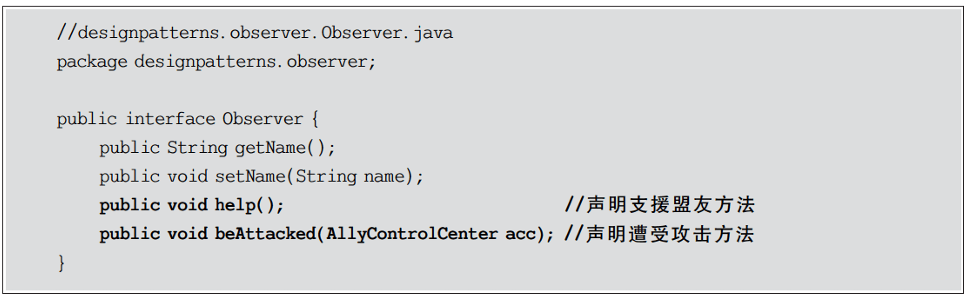 //designpatterns.observer.Observer.java
package designpatterns.observer;
public interface Observer {
public String getName();
public void setName(String name);
public void help(); //声明支援盟友方法
public void beAttacked(AllyControlCenter acc); //声明遭受攻击方法
}